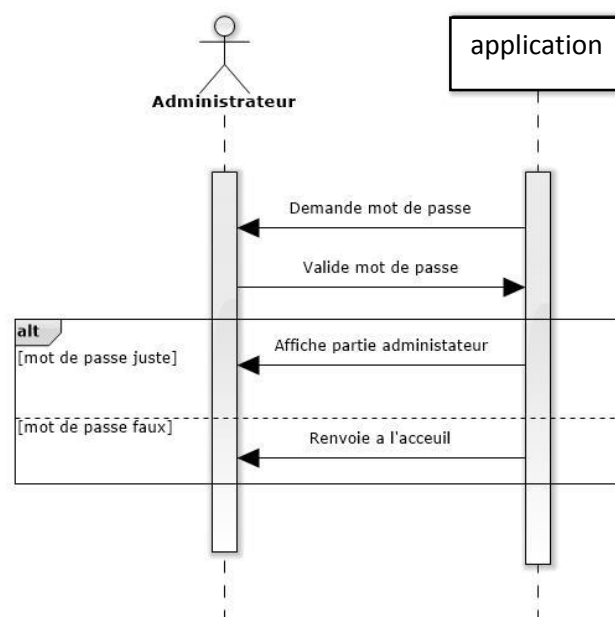 application
Administrateur
Demande mot de passe
Valide mot de passe
alt
[mot de passe juste]
Affiche partie administateur
[mot de passe faux]
Renvoie a l'acceuil